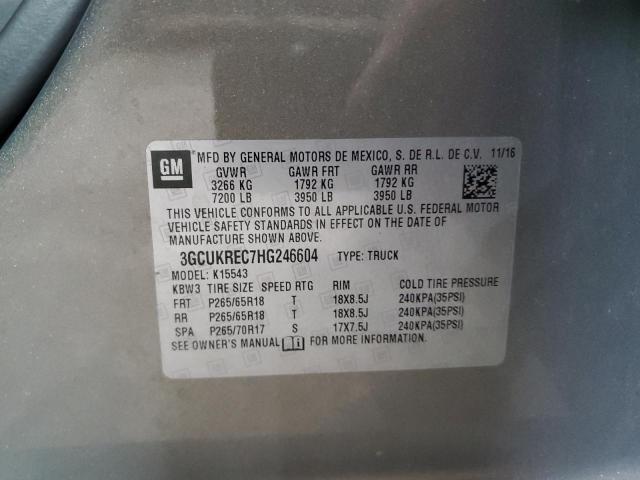 GM
*MFD BY GENERAL MOTORS DE MEXICO, S. DE R.L. DE C.V. 11/16
GVWR GAWR FRT GAWR RR
3266 KG 1792 KG 1792 KG
7200 LB 3950 LB 3950 LB
THIS VEHICLE CONFORMS TO ALL APPLICABLE U.S. FEDERAL MOTOR
VEHICLE SAFETY STANDARDS IN EFFECT ON THE DATE OF
MANUFACTURE SHOWN ABOVE.
3GCUKREC7HG246604 TYPE: TRUCK
MODEL: K15543
KBW3 TIRE SIZE SPEED RTG RIM COLD TIRE PRESSURE
FRT P265/65R18 T 18X8.5J 240KPA(35PSI)
RR P265/65R18 T 18X8.5J 240KPA(35PSI)
SPA P265/70R17 S 17X7.5J 240KPA(35PSI)
SEE OWNER'S MANUAL FOR MORE INFORMATION.